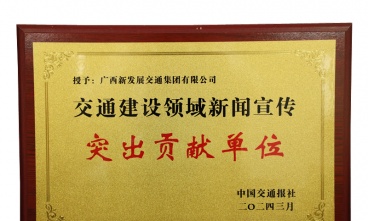 授予：广西新发展交通集团有限公司
交通建设领域新闻宣传
突出贡献单位
中国交通报社
二〇二四三月